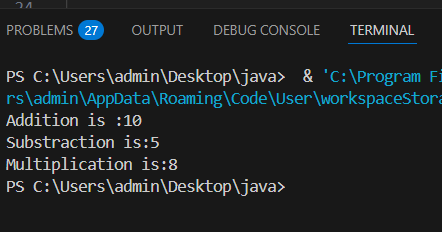 24
PROBLEMS 27 OUTPUT DEBUG CONSOLE TERMINAL
PS C:\Users\admin\Desktop\java>  & 'C:\Program Fi
rs\admin\AppData\Roaming\Code\User\workspaceStora
Addition is :10
Substraction is:5
Multiplication is:8
PS C:\Users\admin\Desktop\java>